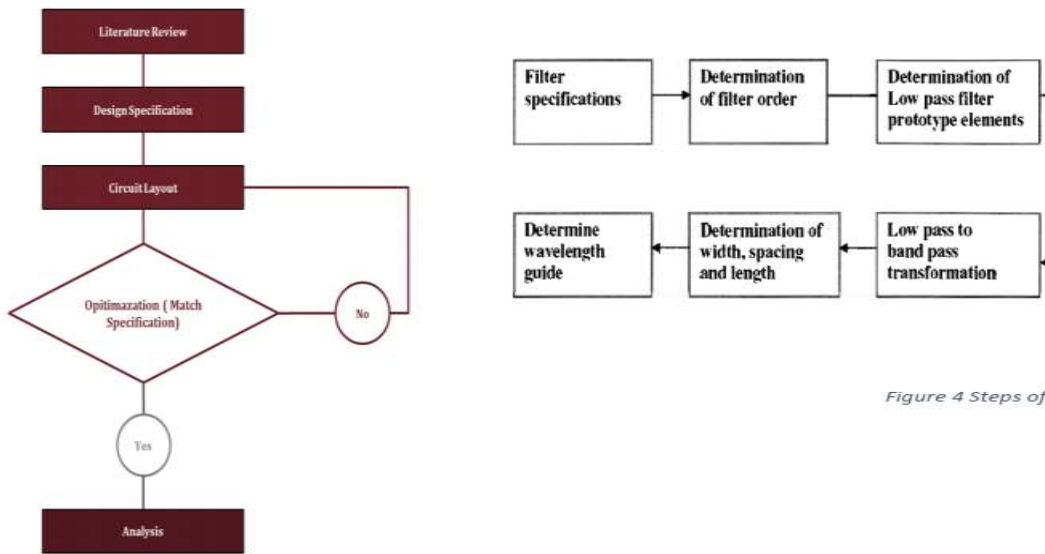 Literature Review
Design Specification
Circuit Layout
Opitimazation ( Match
Specification)
No
Yes
Analysis
Filter
specifications
Determination
of filter order
Determination of
Low pass filter
prototype elements
Determine
wavelength
guide
Determination of
width, spacing
and length
Low pass to
band pass
transformation
Figure 4 Steps of